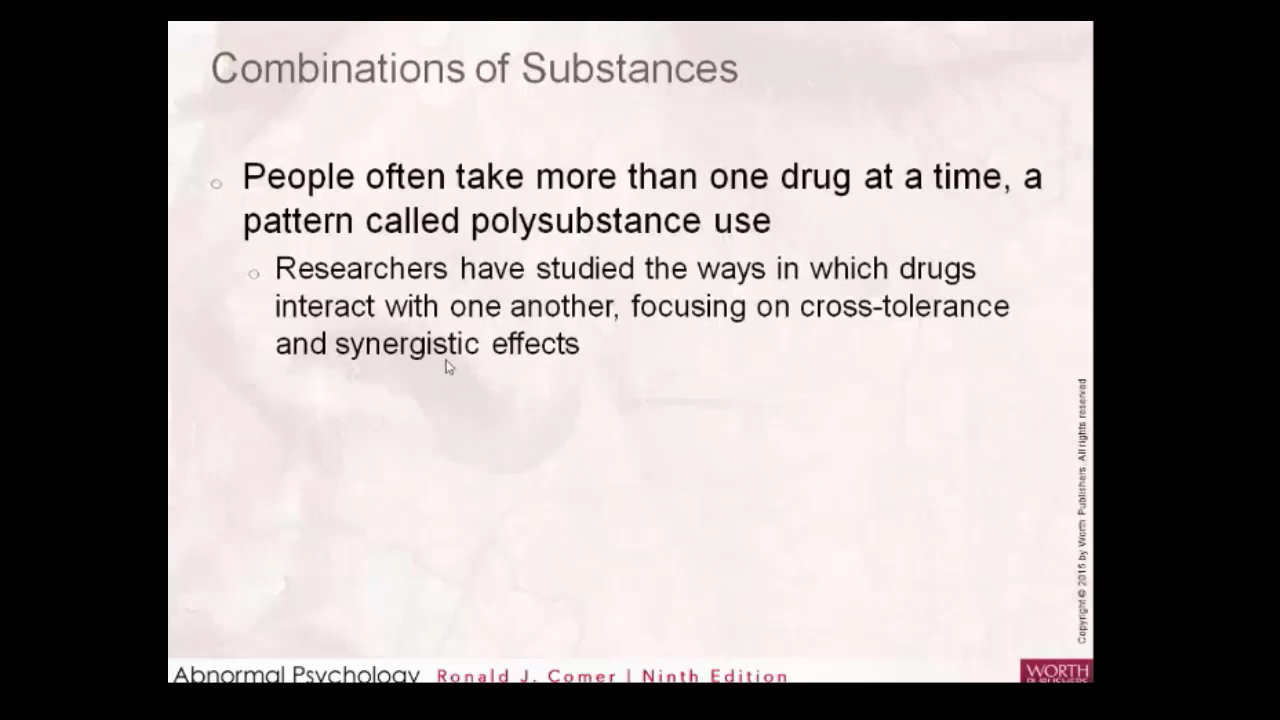 Combinations of Substances
People often take more than one drug at a time, a
pattern called polysubstance use
Researchers have studied the ways in which drugs
interact with one another, focusing on cross-tolerance
and synergistic effects
Copyright © 2015 by Worth Publishers. All rights reserved
Abnormal Psychology Ronald J. Comer | Ninth Edition
WORTH
PUBLISHERS